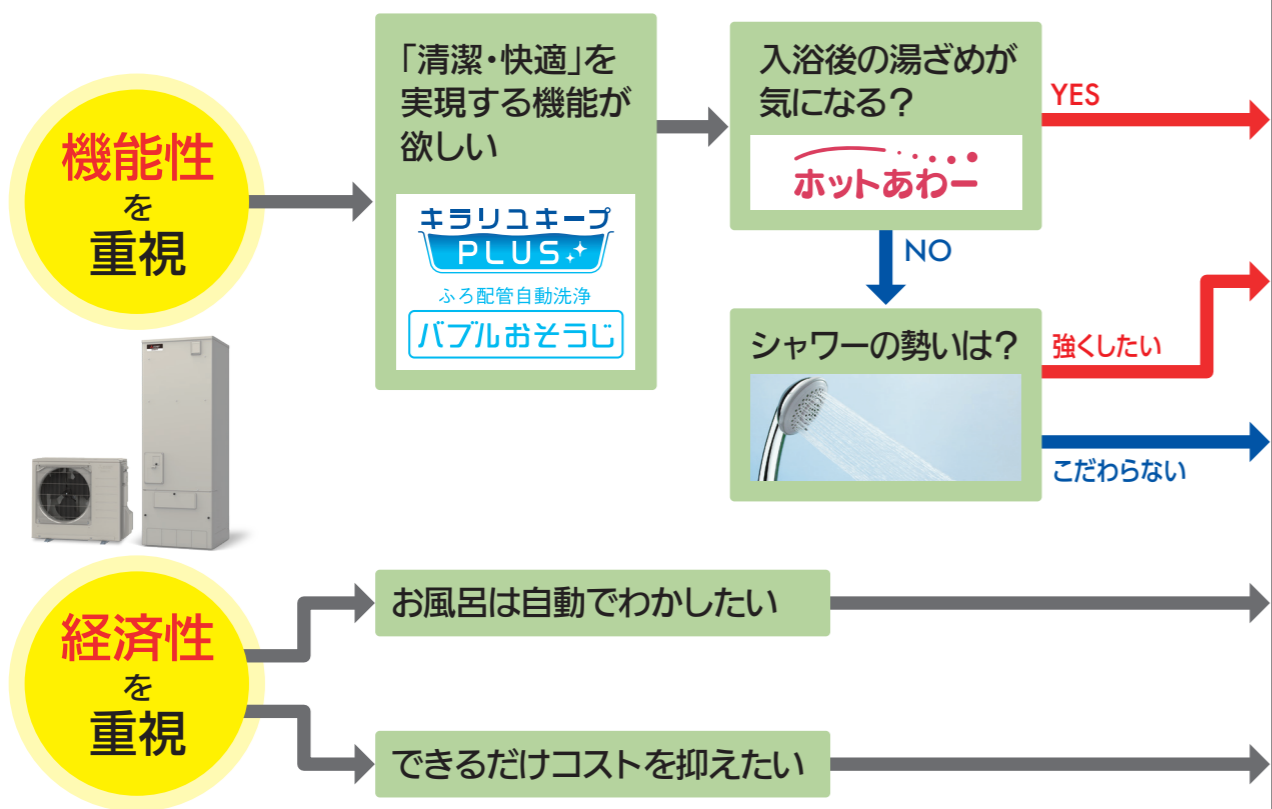 機能性
を
重視
「清潔・快適」を
実現する機能が
欲しい
キラリユキープ
PLUS
ふろ配管自動洗浄
バブルおそうじ
入浴後の湯ざめが
気になる？
ホットあわー
YES
NO
シャワーの勢いは？
強くしたい
こだわらない
経済性
を
重視
お風呂は自動でわかしたい
できるだけコストを抑えたい